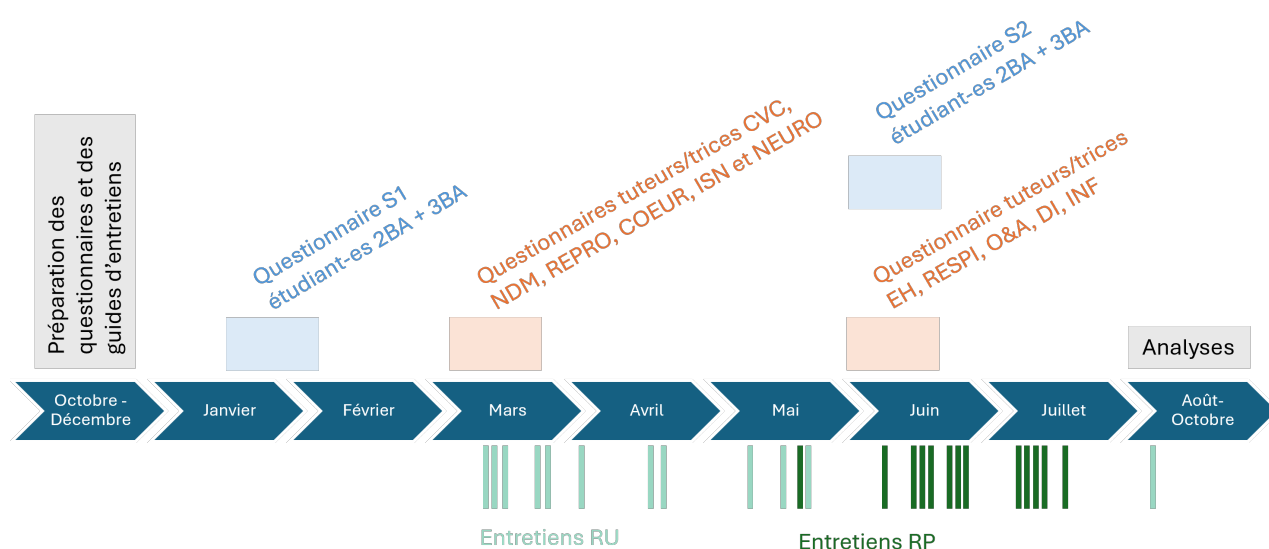 Préparation des
questionnaires et des
guides d'entretiens
Questionnaire S1
étudiant-es 2BA + 3BA
Questionnaires tuteurs/trices CVC,
NDM, REPRO, COEUR, ISN et NEURO
Questionnaire S2
étudiant-es 2BA + 3BA
Questionnaire tuteurs/trices
EH, RESPI, O&A, DI, INF
Analyses
Octobre -
Décembre
Janvier
Février
Mars
Avril
Mai
Juin
Juillet
Août-
Octobre
Entretiens RU
Entretiens RP